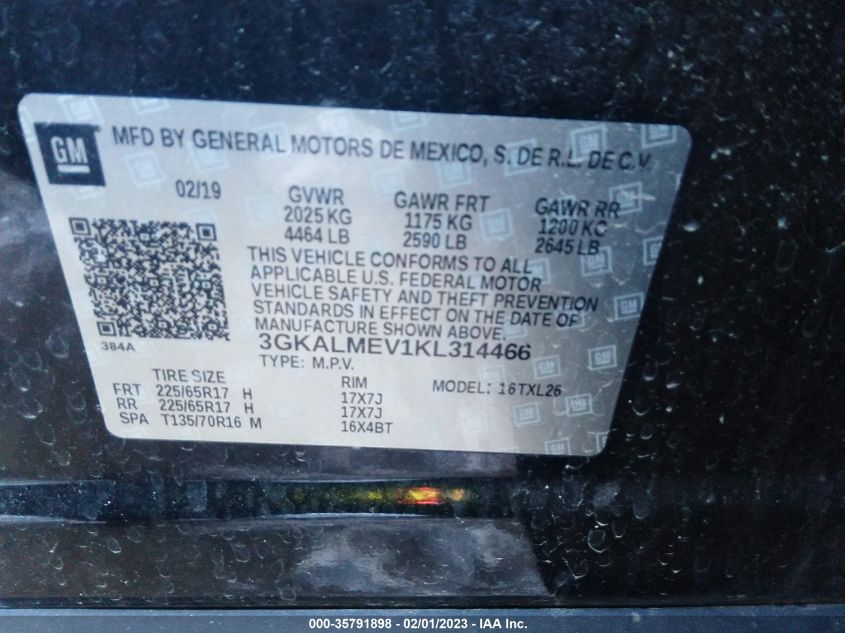 GM
MFD BY GENERAL MOTORS DE MEXICO, S. DE R.L. DE C.V.
02/19 GVWR GAWR FRT GAWR RR
2025 KG 1175 KG 1200 KG
4464 LB 2590 LB 2645 LB
THIS VEHICLE CONFORMS TO ALL
APPLICABLE U.S. FEDERAL MOTOR
VEHICLE SAFETY AND THEFT PREVENTION
STANDARDS IN EFFECT ON THE DATE OF
MANUFACTURE SHOWN ABOVE.
384A
3GKALMEV1KL314466
TYPE: M.P.V.
TIRE SIZE RIM MODEL: 16TXL26
FRT 225/65R17 H 17X7J
RR 225/65R17 H 17X7J
SPA T135/70R16 M 16X4BT
000-35791898 - 02/01/2023 - IAA Inc.